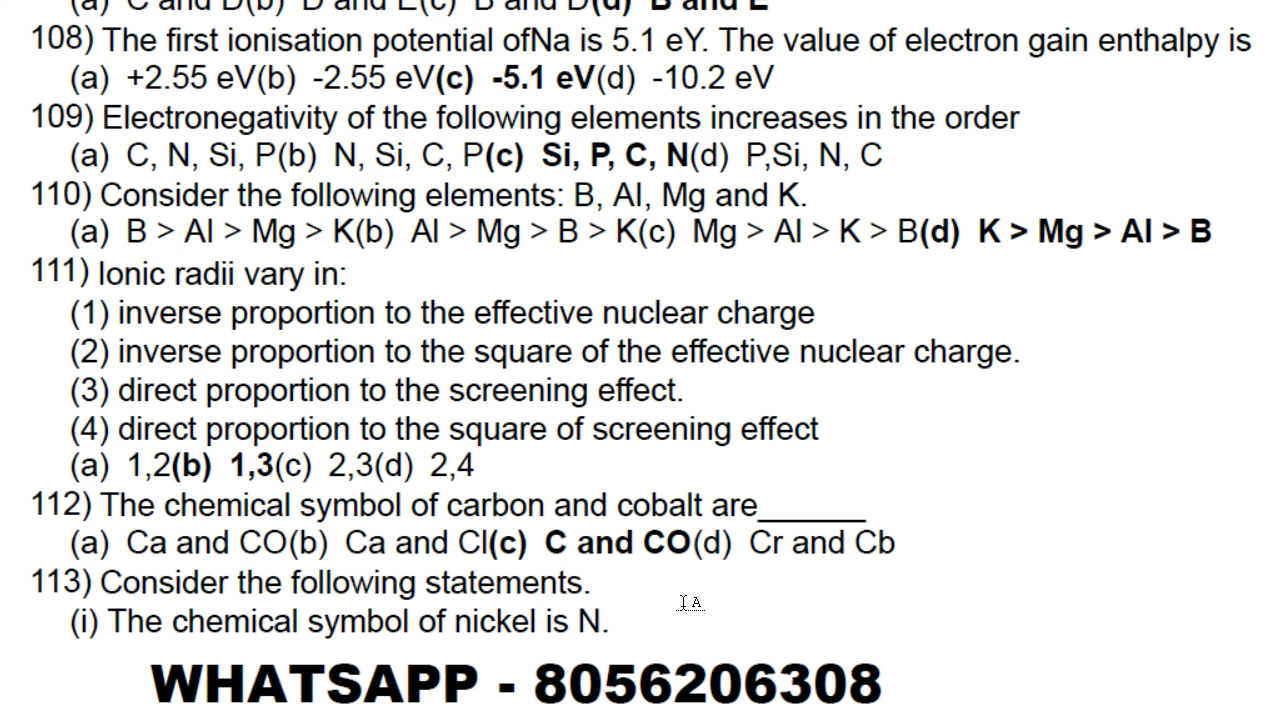 (a) C and D(b) D and E(c) B and D(d) B and E
108) The first ionisation potential ofNa is 5.1 eY. The value of electron gain enthalpy is
(a) +2.55 eV(b) -2.55 eV(c) -5.1 eV(d) -10.2 eV
109) Electronegativity of the following elements increases in the order
(a) C, N, Si, P(b) N, Si, C, P(c) Si, P, C, N(d) P,Si, N, C
110) Consider the following elements: B, Al, Mg and K.
(a) B > Al > Mg > K(b) Al > Mg > B > K(c) Mg > Al > K > B(d) K > Mg > Al > B
111) Ionic radii vary in:
(1) inverse proportion to the effective nuclear charge
(2) inverse proportion to the square of the effective nuclear charge.
(3) direct proportion to the screening effect.
(4) direct proportion to the square of screening effect
(a) 1,2(b) 1,3(c) 2,3(d) 2,4
112) The chemical symbol of carbon and cobalt are______
(a) Ca and CO(b) Ca and Cl(c) C and CO(d) Cr and Cb
113) Consider the following statements.
(i) The chemical symbol of nickel is N.
WHATSAPP - 8056206308